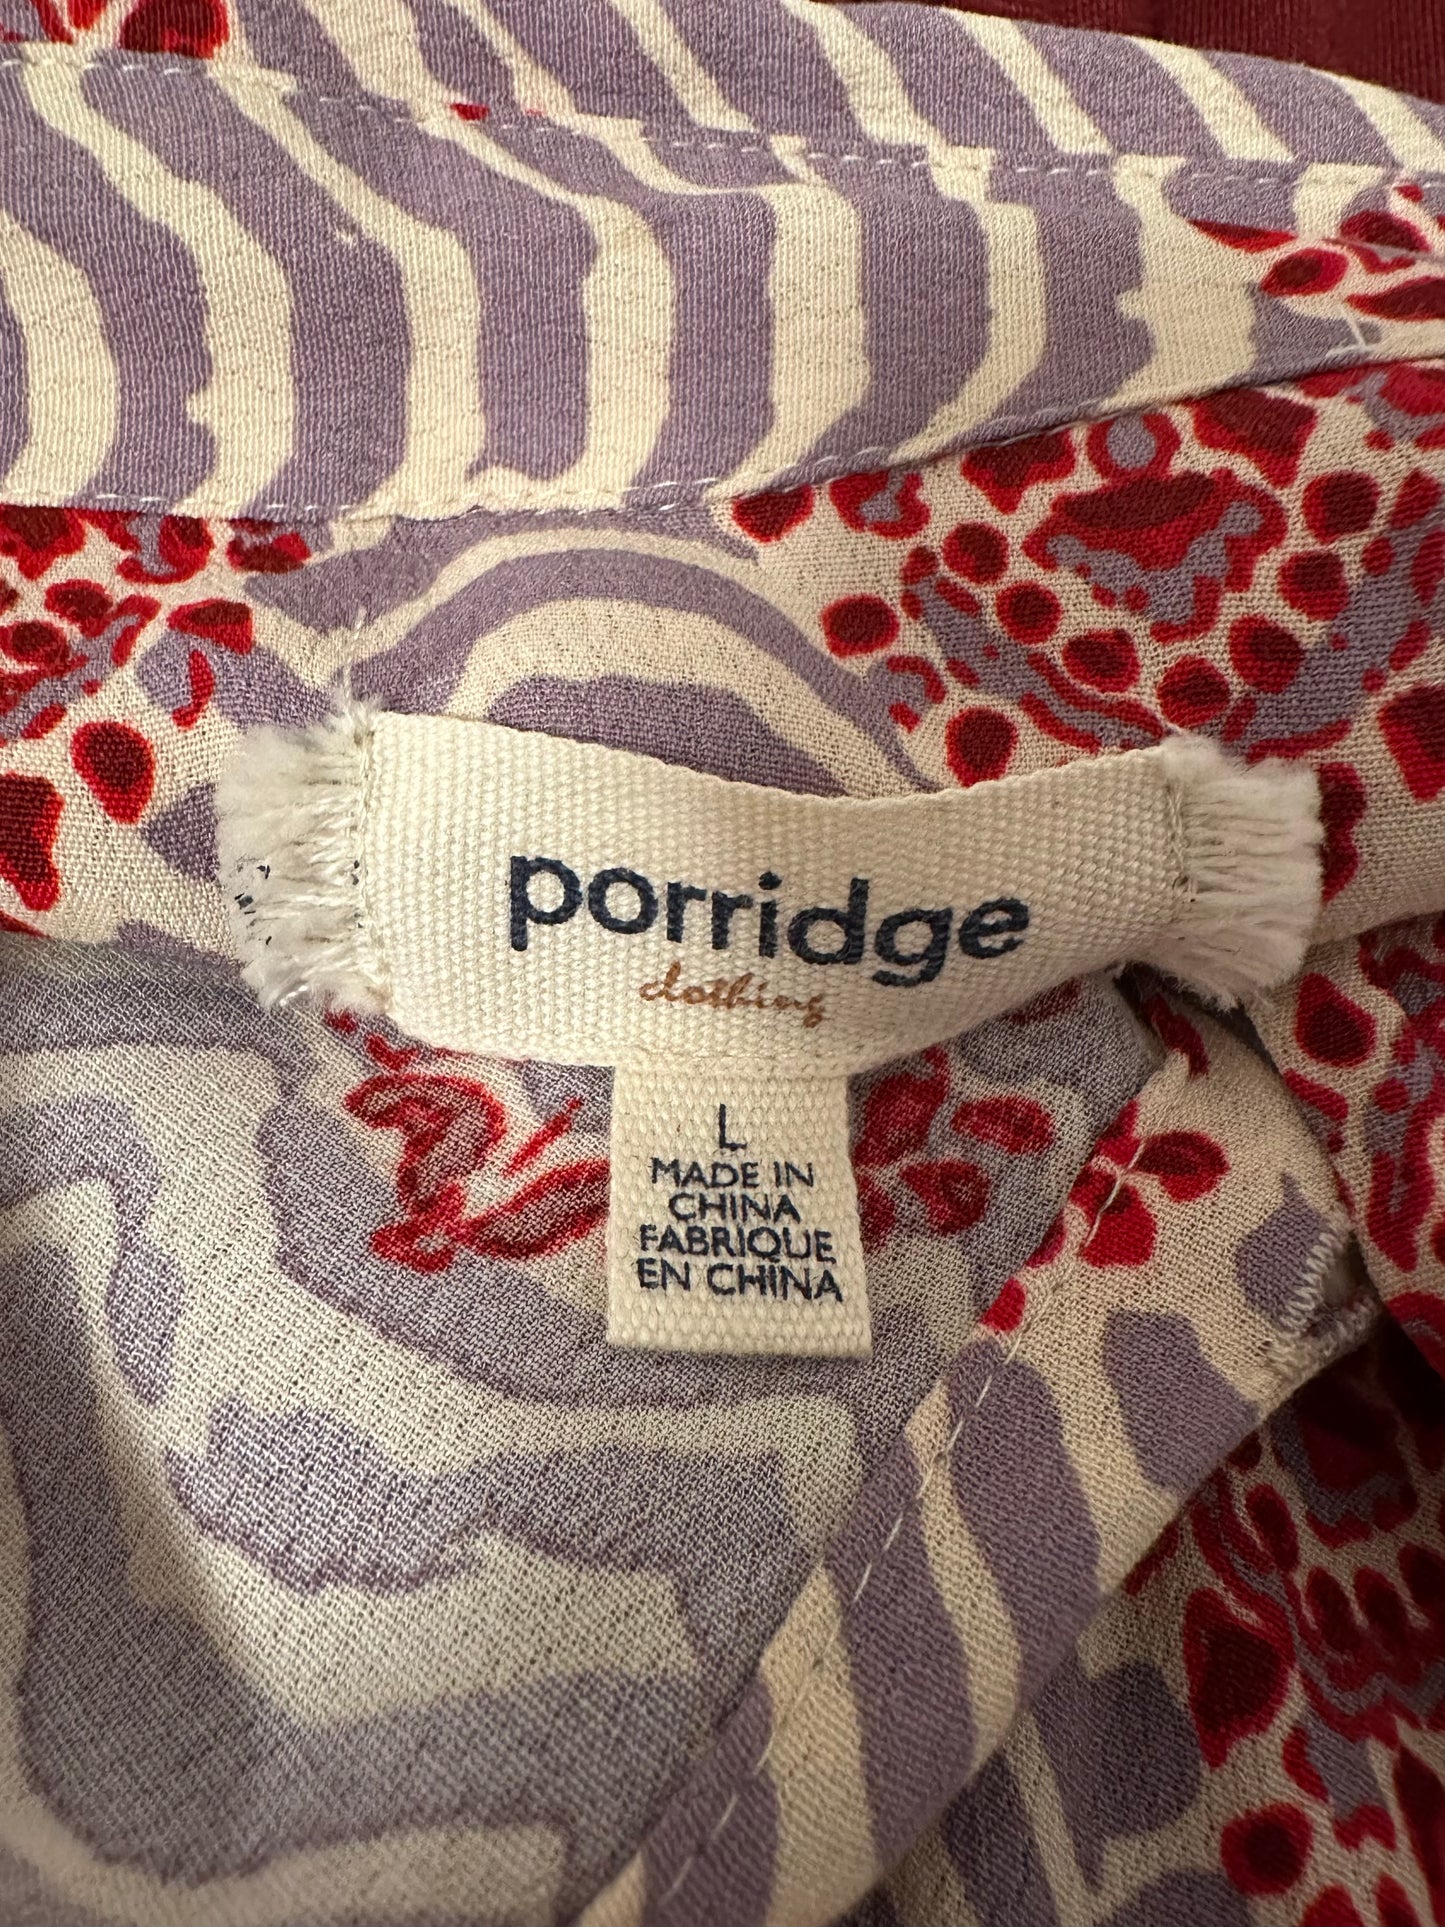 porridge
clothing
L
MADE IN
CHINA
FABRIQUE
EN CHINA